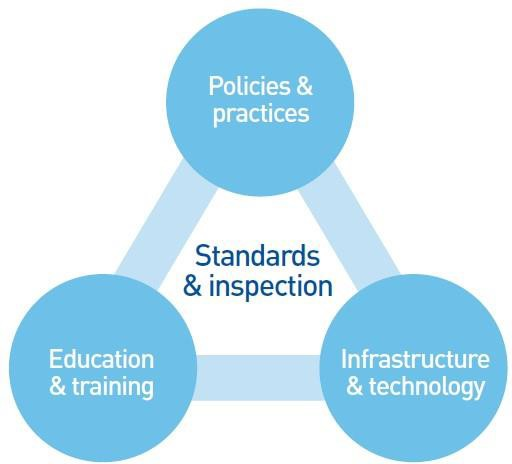 Policies &
practices
Standards
& inspection
Education
& training
Infrastructure
& technology